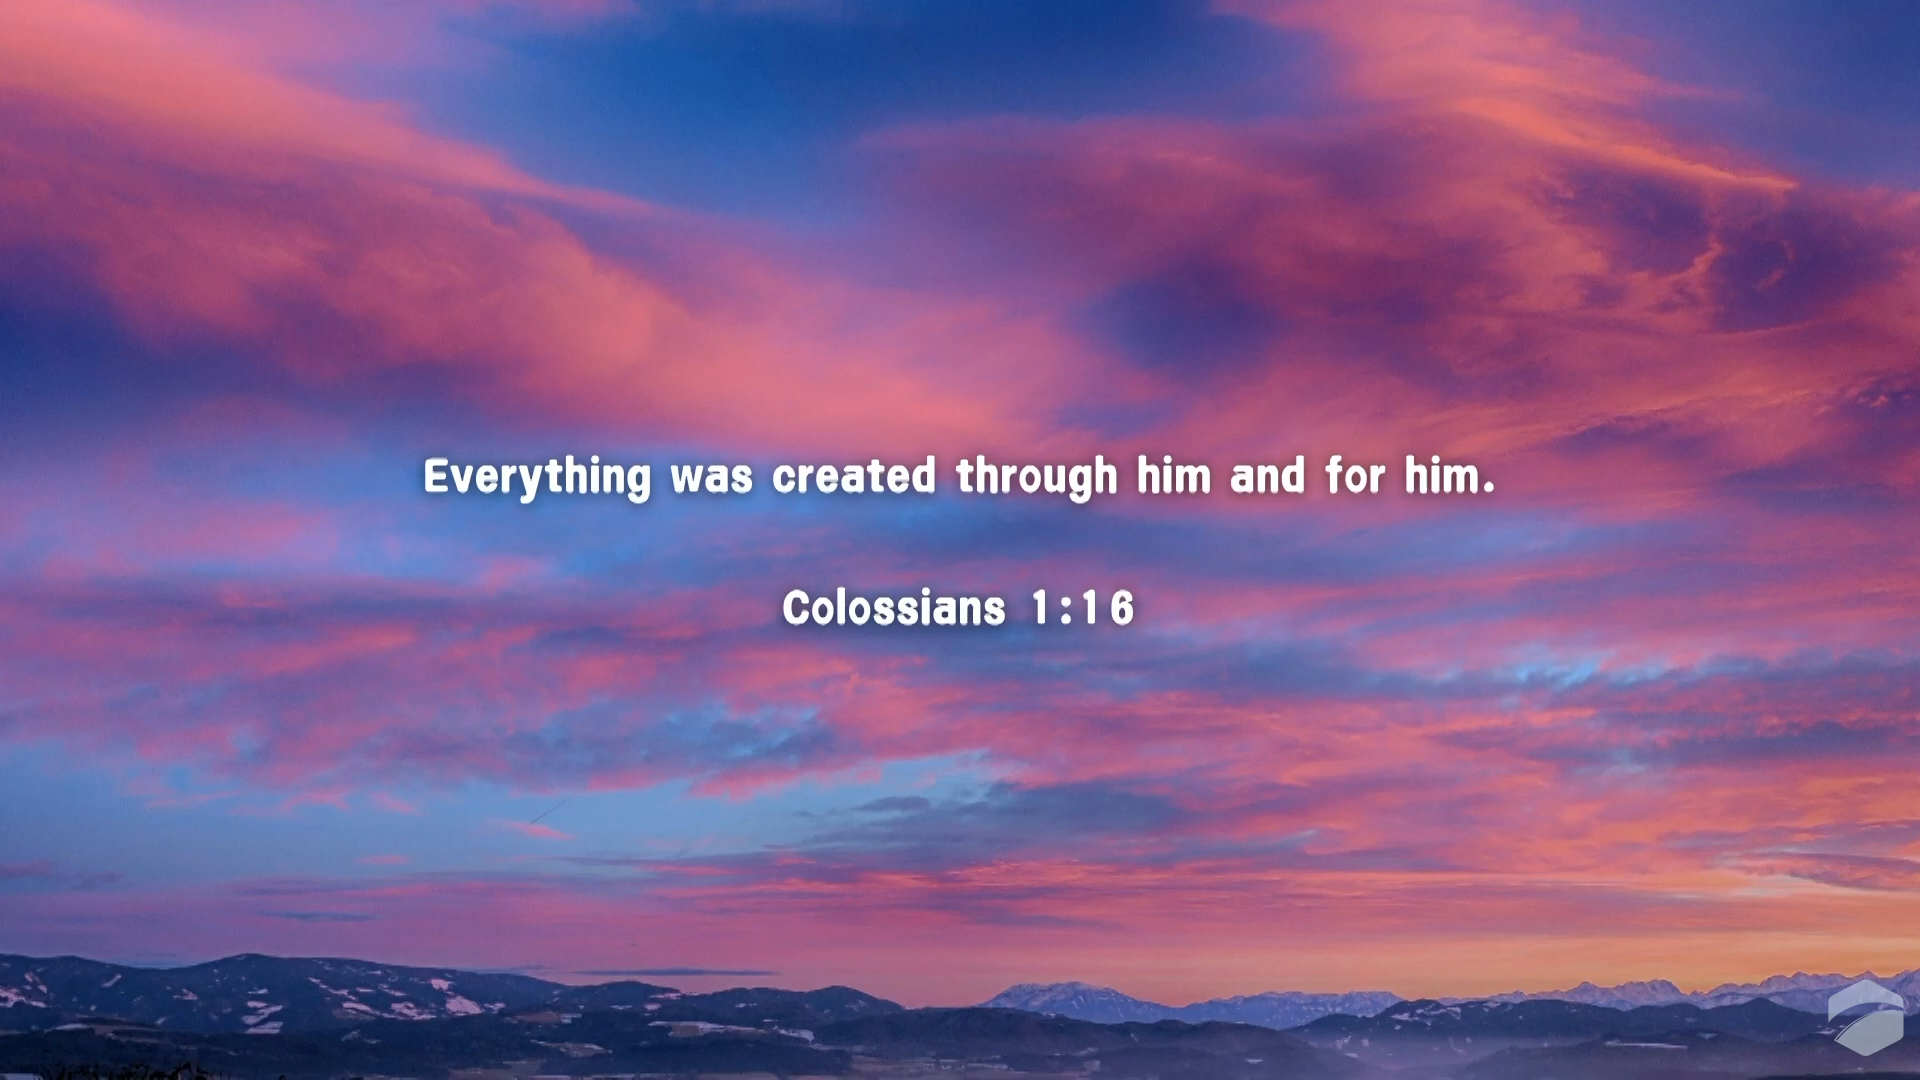 Everything was created through him and for him.
Colossians 1:16